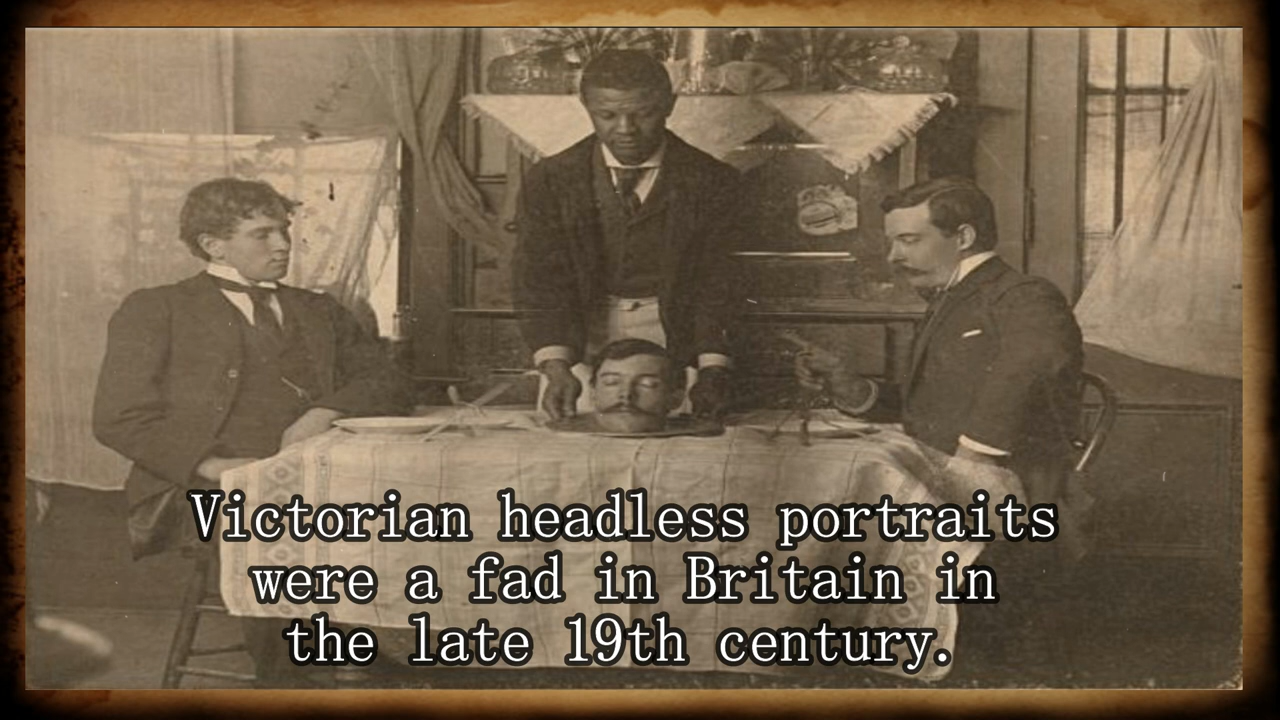 Victorian headless portraits
were a fad in Britain in
the late 19th century.